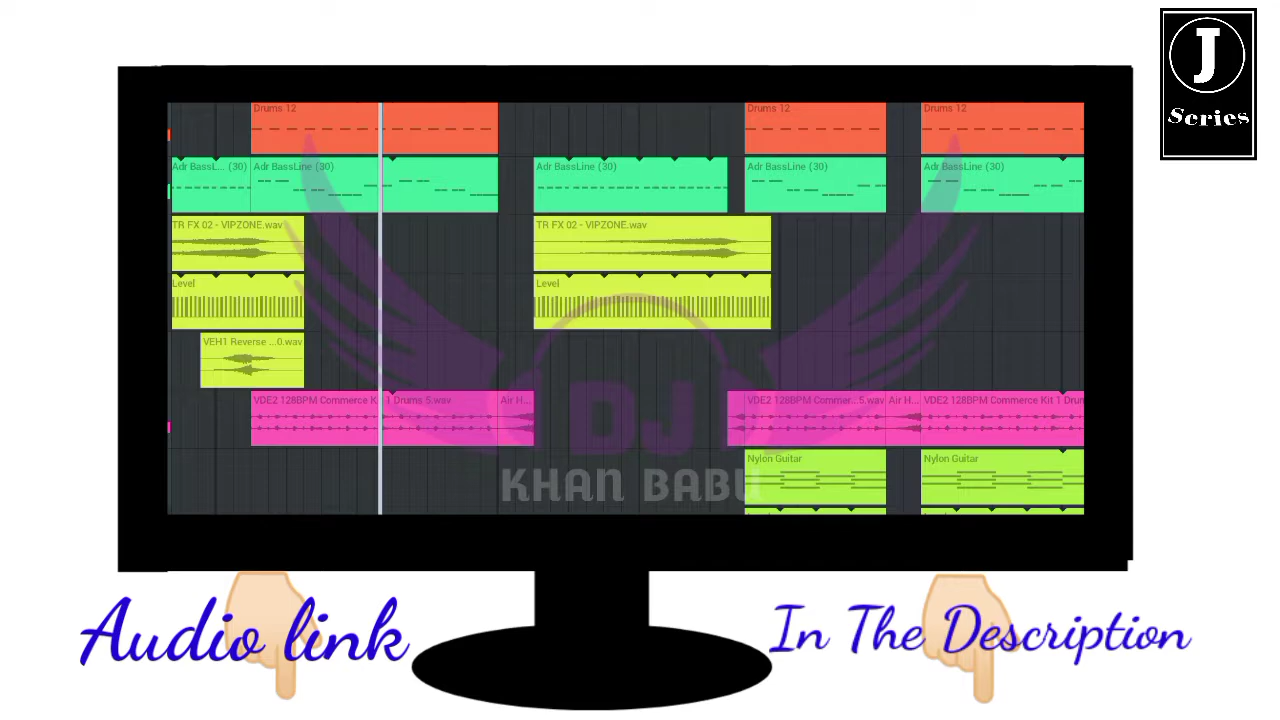 J
Series
Drums 12
Drums 12
Drums 12
Adr BassL... (30)
Adr BassLine (30)
Adr BassLine (30)
Adr BassLine (30)
Adr BassLine (30)
TR FX 02 - VIPZONE.wav
TR FX 02 - VIPZONE.wav
Level
Level
VEH1 Reverse ...0.wav
VDE2 128BPM Commerce Kit 1 Drums 5.wav
Air H...
VDE2 128BPM Commer...5.wav
Air H...
VDE2 128BPM Commerce Kit 1 Drum
DJ
KHAN BABU
Nylon Guitar
Nylon Guitar
Audio link
In The Description